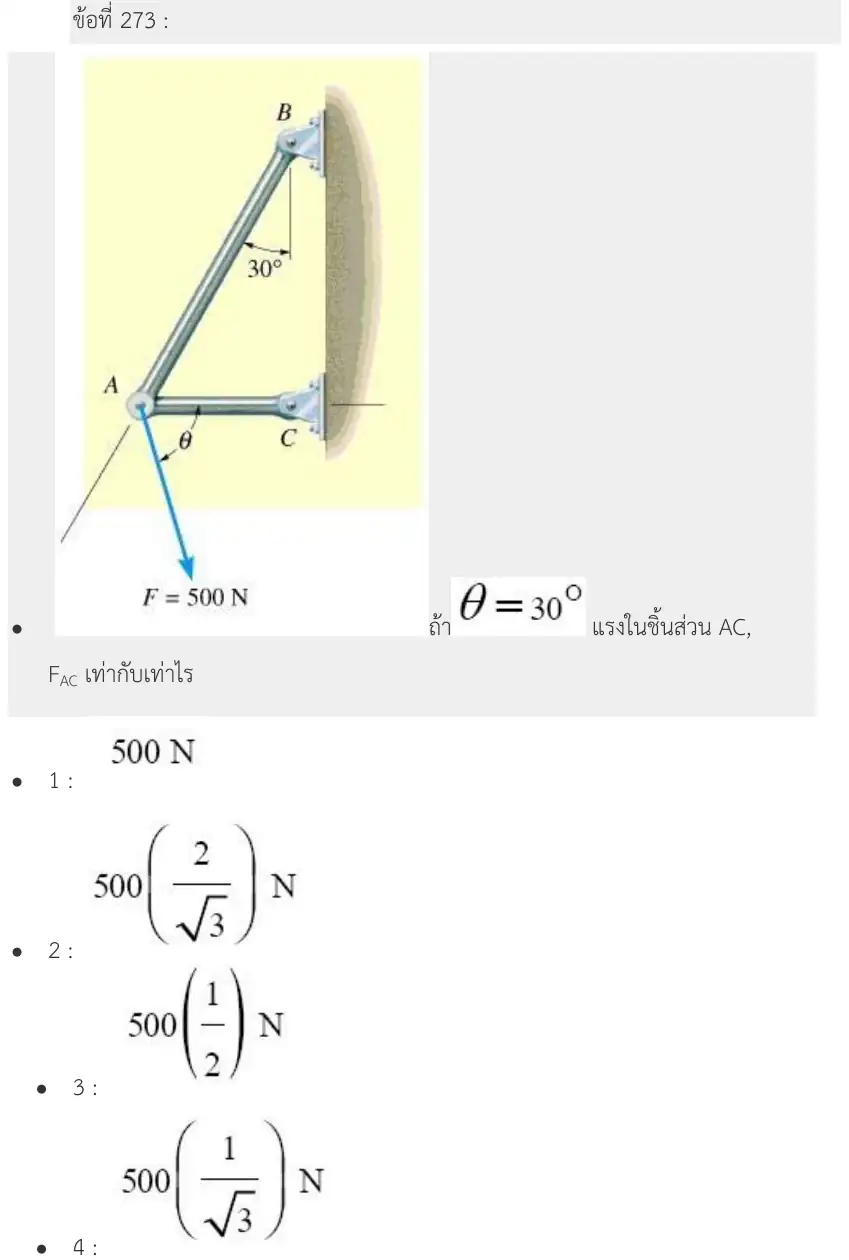 ข้อที่ 273 :
B
30°
A
θ
C
F = 500 N
ถ้า θ = 30° แรงในชิ้นส่วน AC,
F_AC เท่ากับเท่าไร
500 N
1 :
500(2/√3) N
2 :
500(1/2) N
3 :
500(1/√3) N
4 :